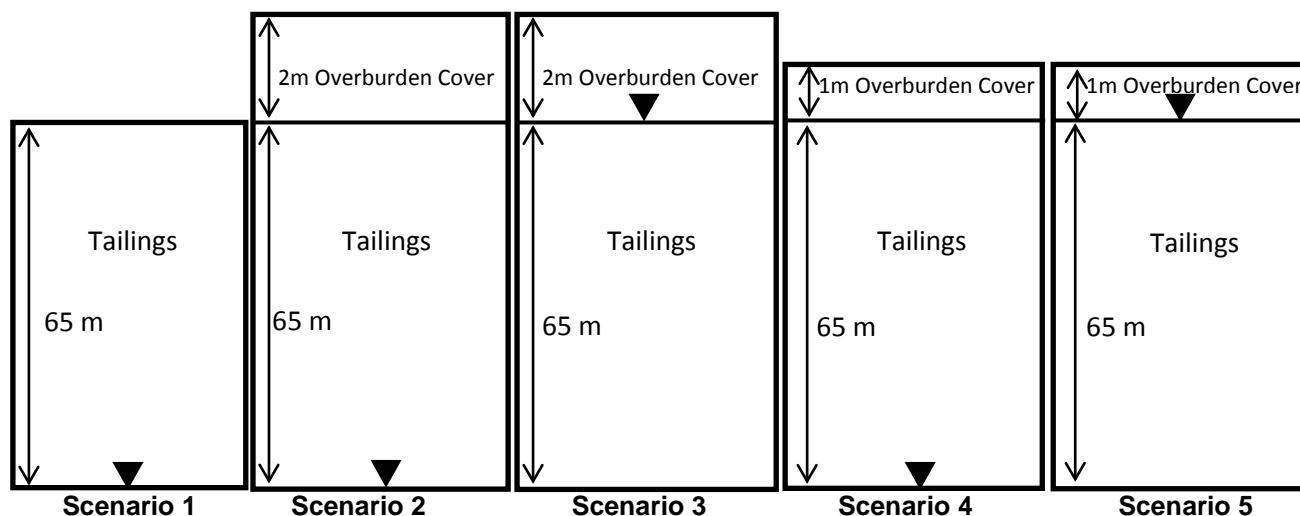 2m Overburden Cover
2m Overburden Cover
1m Overburden Cover
1m Overburden Cover
Tailings
Tailings
Tailings
Tailings
Tailings
65 m
65 m
65 m
65 m
65 m
Scenario 1
Scenario 2
Scenario 3
Scenario 4
Scenario 5